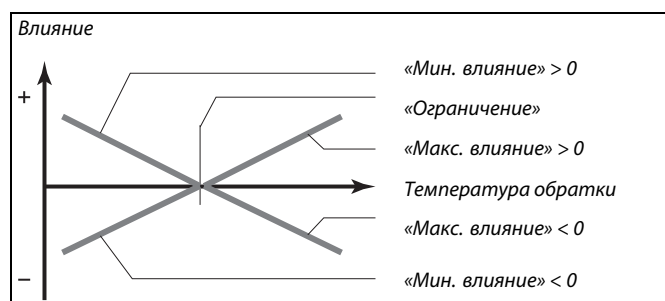 Влияние
«Мин. влияние» > 0
+
«Ограничение»
«Макс. влияние» > 0
Температура обратки
«Макс. влияние» < 0
–
«Мин. влияние» < 0